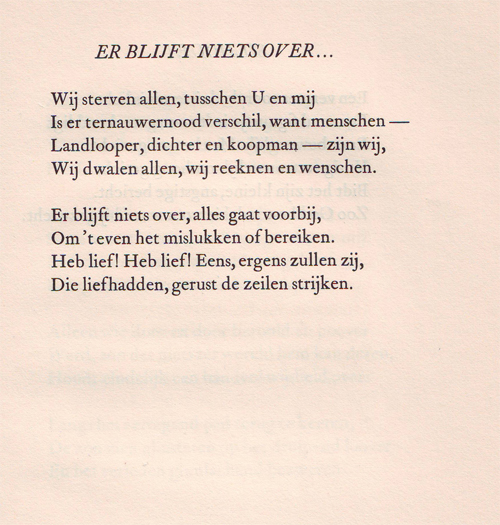 ER BLIJFT NIETS OVER...
Wij sterven allen, tusschen U en mij
Is er ternauwernood verschil, want menschen —
Landlooper, dichter en koopman — zijn wij,
Wij dwalen allen, wij reeknen en wenschen.
Er blijft niets over, alles gaat voorbij,
Om 't even het mislukken of bereiken.
Heb lief! Heb lief! Eens, ergens zullen zij,
Die liefhadden, gerust de zeilen strijken.